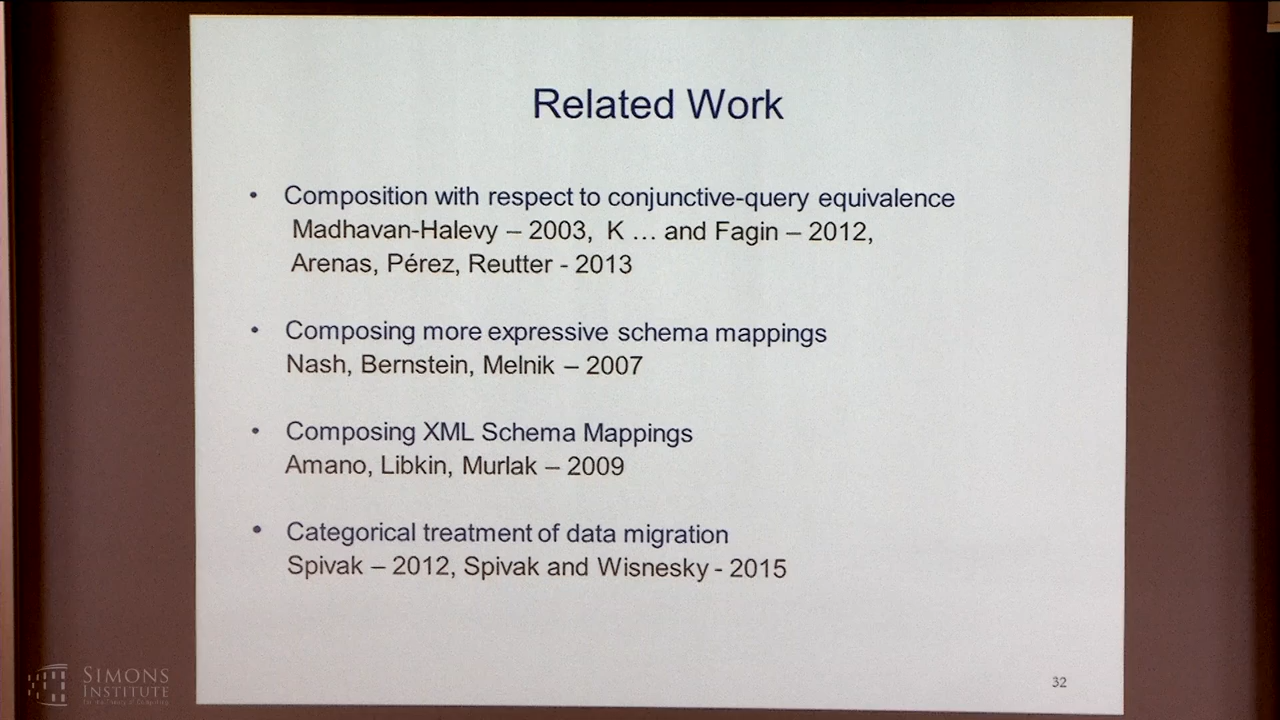 Related Work
• Composition with respect to conjunctive-query equivalence
Madhavan-Halevy – 2003, K … and Fagin – 2012,
Arenas, Pérez, Reutter - 2013
• Composing more expressive schema mappings
Nash, Bernstein, Melnik – 2007
• Composing XML Schema Mappings
Amano, Libkin, Murlak – 2009
• Categorical treatment of data migration
Spivak – 2012, Spivak and Wisnesky - 2015
32
SIMONS
INSTITUTE